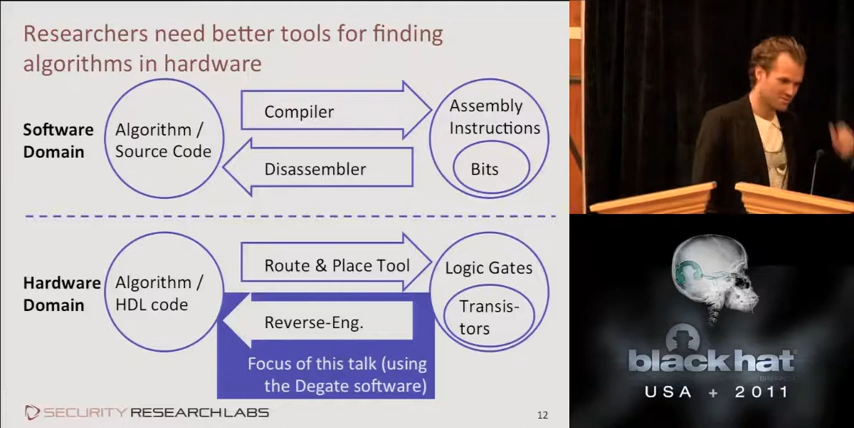 Researchers need better tools for finding
algorithms in hardware
Software
Domain
Algorithm /
Source Code
Compiler
Disassembler
Assembly
Instructions
Bits
Hardware
Domain
Algorithm /
HDL code
Route & Place Tool
Reverse-Eng.
Logic Gates
Transis-
tors
Focus of this talk (using
the Degate software)
SECURITY RESEARCH LABS
12
black hat
USA + 2011